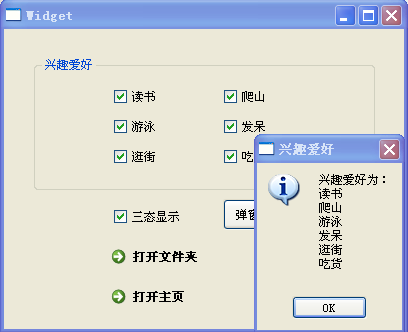 Widget
兴趣爱好
读书
爬山
游泳
发呆
逛街
吃
三态显示
弹
打开文件夹
打开主页
兴趣爱好
兴趣爱好为：
读书
爬山
游泳
发呆
逛街
吃货
OK